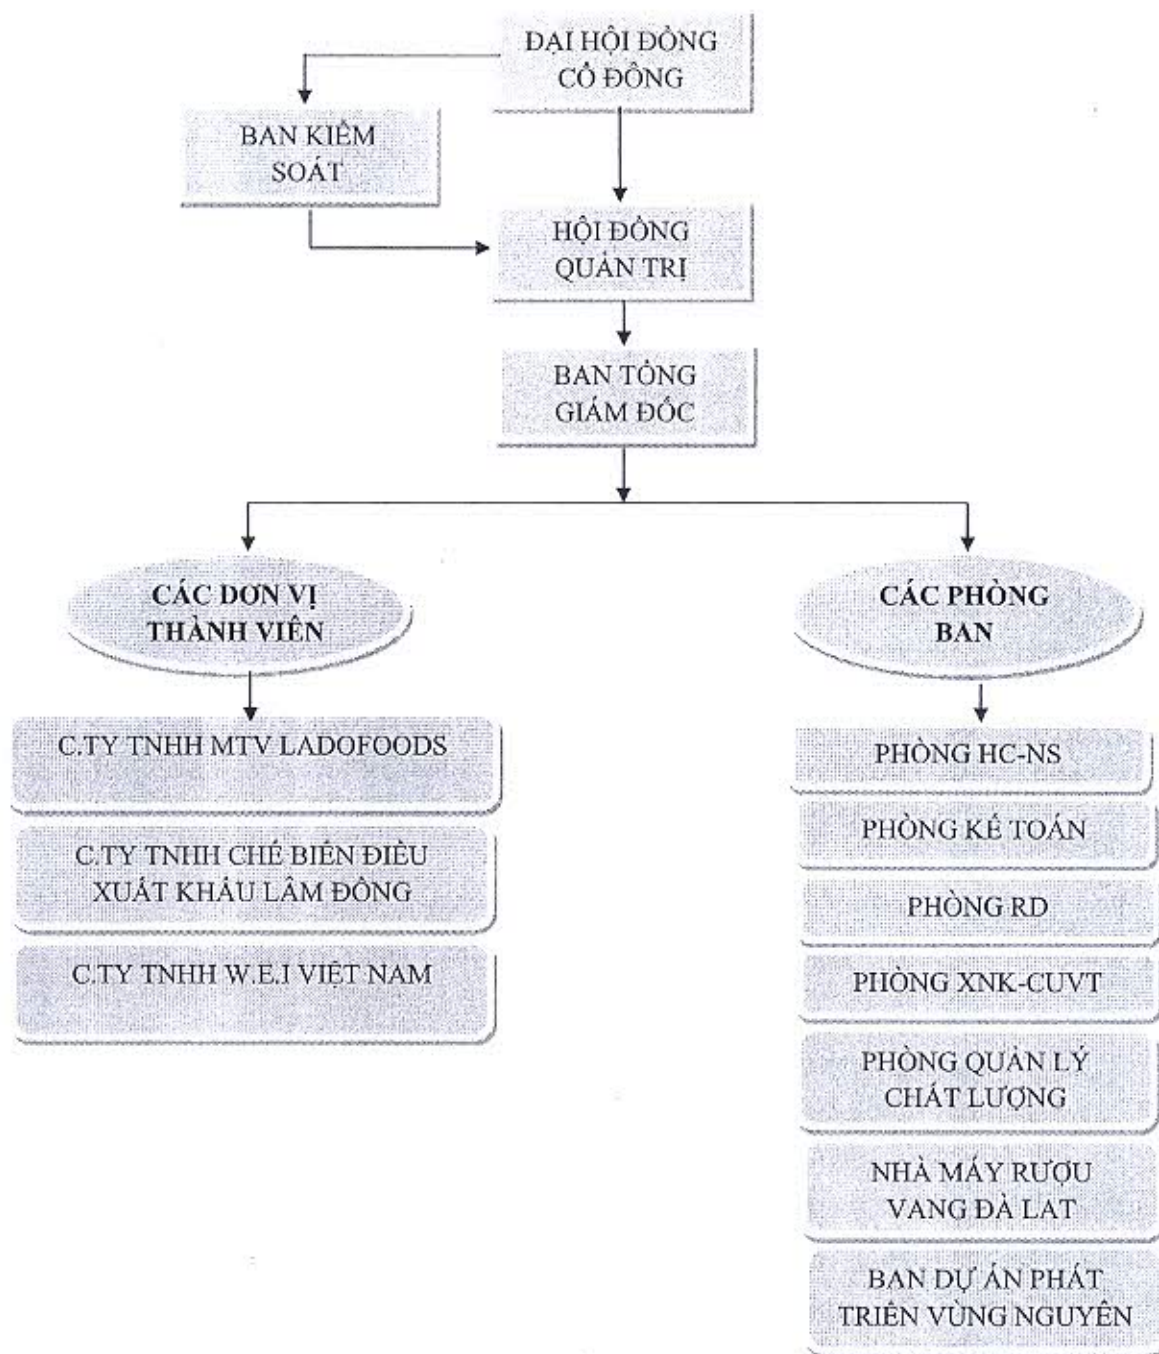 ĐẠI HỘI ĐỒNG
CỔ ĐÔNG
BAN KIỂM
SOÁT
HỘI ĐỒNG
QUẢN TRỊ
BAN TỔNG
GIÁM ĐỐC
CÁC ĐƠN VỊ
THÀNH VIÊN
CÁC PHÒNG
BAN
C.TY TNHH MTV LADOFOODS
C.TY TNHH CHẾ BIẾN ĐIỀU
XUẤT KHẨU LÂM ĐỒNG
C.TY TNHH W.E.I VIỆT NAM
PHÒNG HC-NS
PHÒNG KẾ TOÁN
PHÒNG RD
PHÒNG XNK-CUVT
PHÒNG QUẢN LÝ
CHẤT LƯỢNG
NHÀ MÁY RƯỢU
VANG ĐÀ LẠT
BAN DỰ ÁN PHÁT
TRIỂN VÙNG NGUYÊN